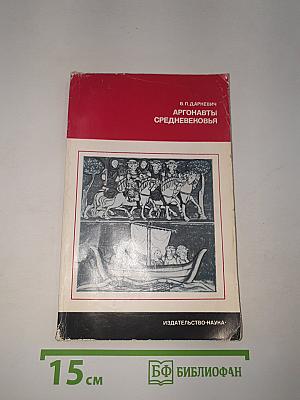 В.П.ДАРКЕВИЧ
АРГОНАВТЫ
СРЕДНЕВЕКОВЬЯ
ИЗДАТЕЛЬСТВО·НАУКА·
15 см
БФ БИБЛИОФАН